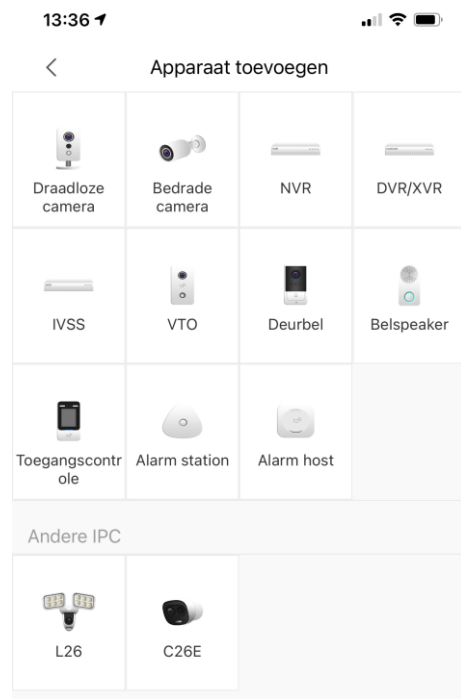 13:36
Apparaat toevoegen
Draadloze camera
Bedrade camera
NVR
DVR/XVR
IVSS
VTO
Deurbel
Belspeaker
Toegangscontr
ole
Alarm station
Alarm host
Andere IPC
L26
C26E